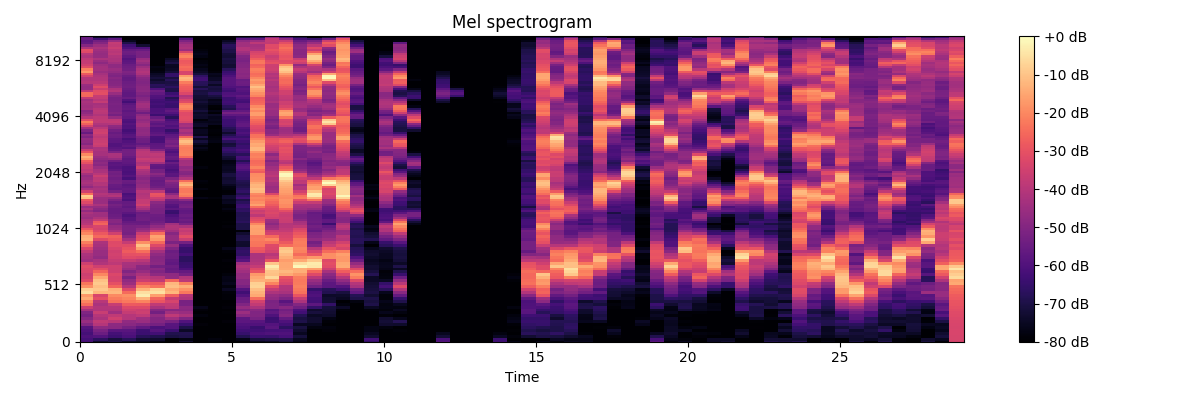 Mel spectrogram
8192
4096
2048
1024
512
0
Hz
0 5 10 15 20 25
Time
+0 dB
-10 dB
-20 dB
-30 dB
-40 dB
-50 dB
-60 dB
-70 dB
-80 dB